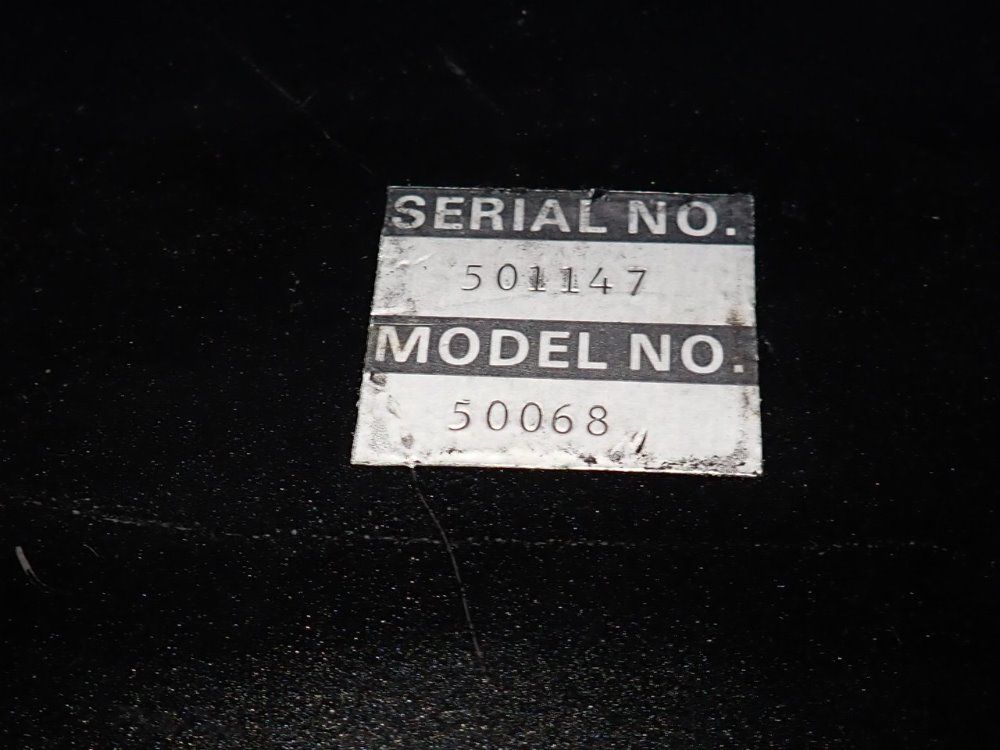 SERIAL NO.
501147
MODEL NO.
50068